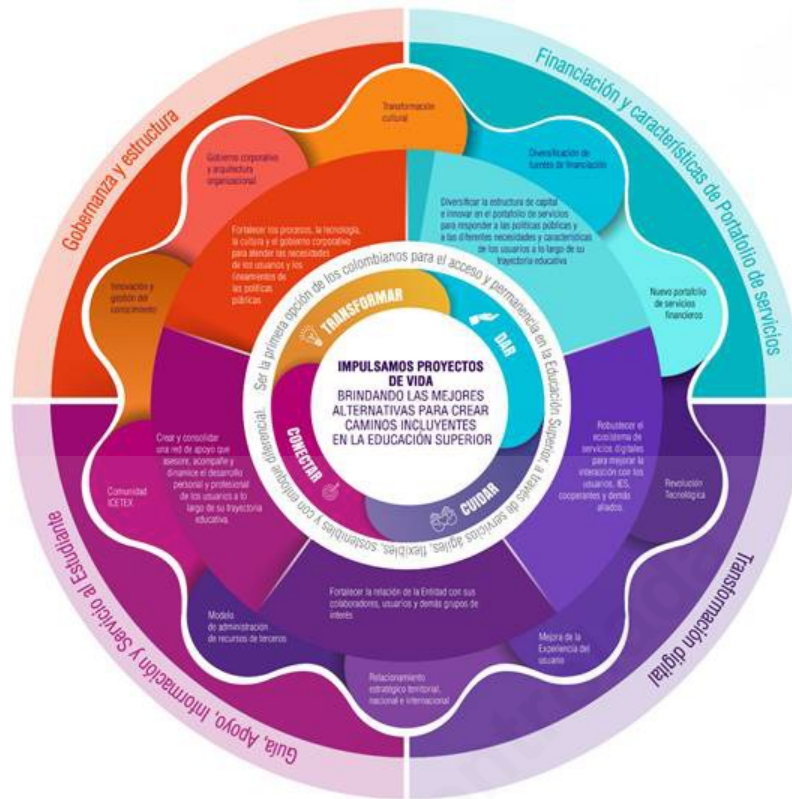 Gobernanza y estructura
Financiación y características de Portafolio de servicios
Transformación digital
Guía, Apoyo, Información y Servicio al Estudiante
Transformación
cultural
Diversificación de
fuentes de financiación
Nuevo portafolio
de servicios
financieros
Revolución
Tecnológica
Mejora de la
Experiencia del
usuario
Relacionamiento
estratégico territorial,
nacional e internacional
Modelo
de administración
de recursos de terceros
Comunidad
ICETEX
Innovación y
gestión del
conocimiento
Gobierno corporativo
y arquitectura
organizacional
Fortalecer los procesos, la tecnología,
la cultura y el gobierno corporativo
para atender las necesidades
de los usuarios y los
lineamientos de
las políticas
públicas
Diversificar la estructura de capital
e innovar en el portafolio de servicios
para responder a las políticas públicas y
a las diferentes necesidades y características
de los usuarios a lo largo de su
trayectoria educativa
Robustecer el
ecosistema de
servicios digitales
para mejorar la
interacción con los
usuarios, IES,
cooperantes y demás
aliados.
Fortalecer la relación de la Entidad con sus
colaboradores, usuarios y demás grupos de
interés
Crear y consolidar
una red de apoyo que
asesore, acompañe y
dinamice el desarrollo
personal y profesional
de los usuarios a lo
largo de su trayectoria
educativa.
Ser la primera opción de los colombianos para el acceso y permanencia en la Educación Superior, a través de servicios ágiles, flexibles, sostenibles y con enfoque diferencial.
TRANSFORMAR
DAR
CUIDAR
CONECTAR
IMPULSAMOS PROYECTOS
DE VIDA
BRINDANDO LAS MEJORES
ALTERNATIVAS PARA CREAR
CAMINOS INCLUYENTES
EN LA EDUCACIÓN SUPERIOR